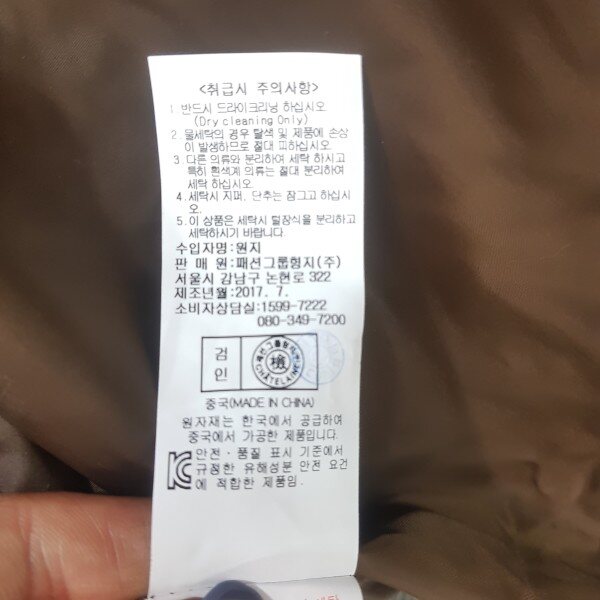 <취급시 주의사항>
1. 반드시 드라이크리닝 하십시오.
(Dry cleaning Only)
2. 물세탁의 경우 탈색 및 제품에 손상
이 발생하므로 절대 피하십시오.
3. 다른 의류와 분리하여 세탁 하시고
특히 흰색계 의류는 절대 분리하여
세탁 하십시오.
4. 세탁시 지퍼, 단추는 잠그고 하십시
오.
5. 이 상품은 세탁시 털장식을 분리하고
세탁하시기 바랍니다.
수입자명:원지
판 매 원:패션그룹형지(주)
서울시 강남구 논현로 322
제조년월:2017. 7.
소비자상담실:1599-7222
080-349-7200
검
인
패션그룹형지(주)
檢
CHATELAINE
중국(MADE IN CHINA)
원자재는 한국에서 공급하여
중국에서 가공한 제품입니다.
안전·품질 표시 기준에서
규정한 유해성분 안전 요건
에 적합한 제품임.